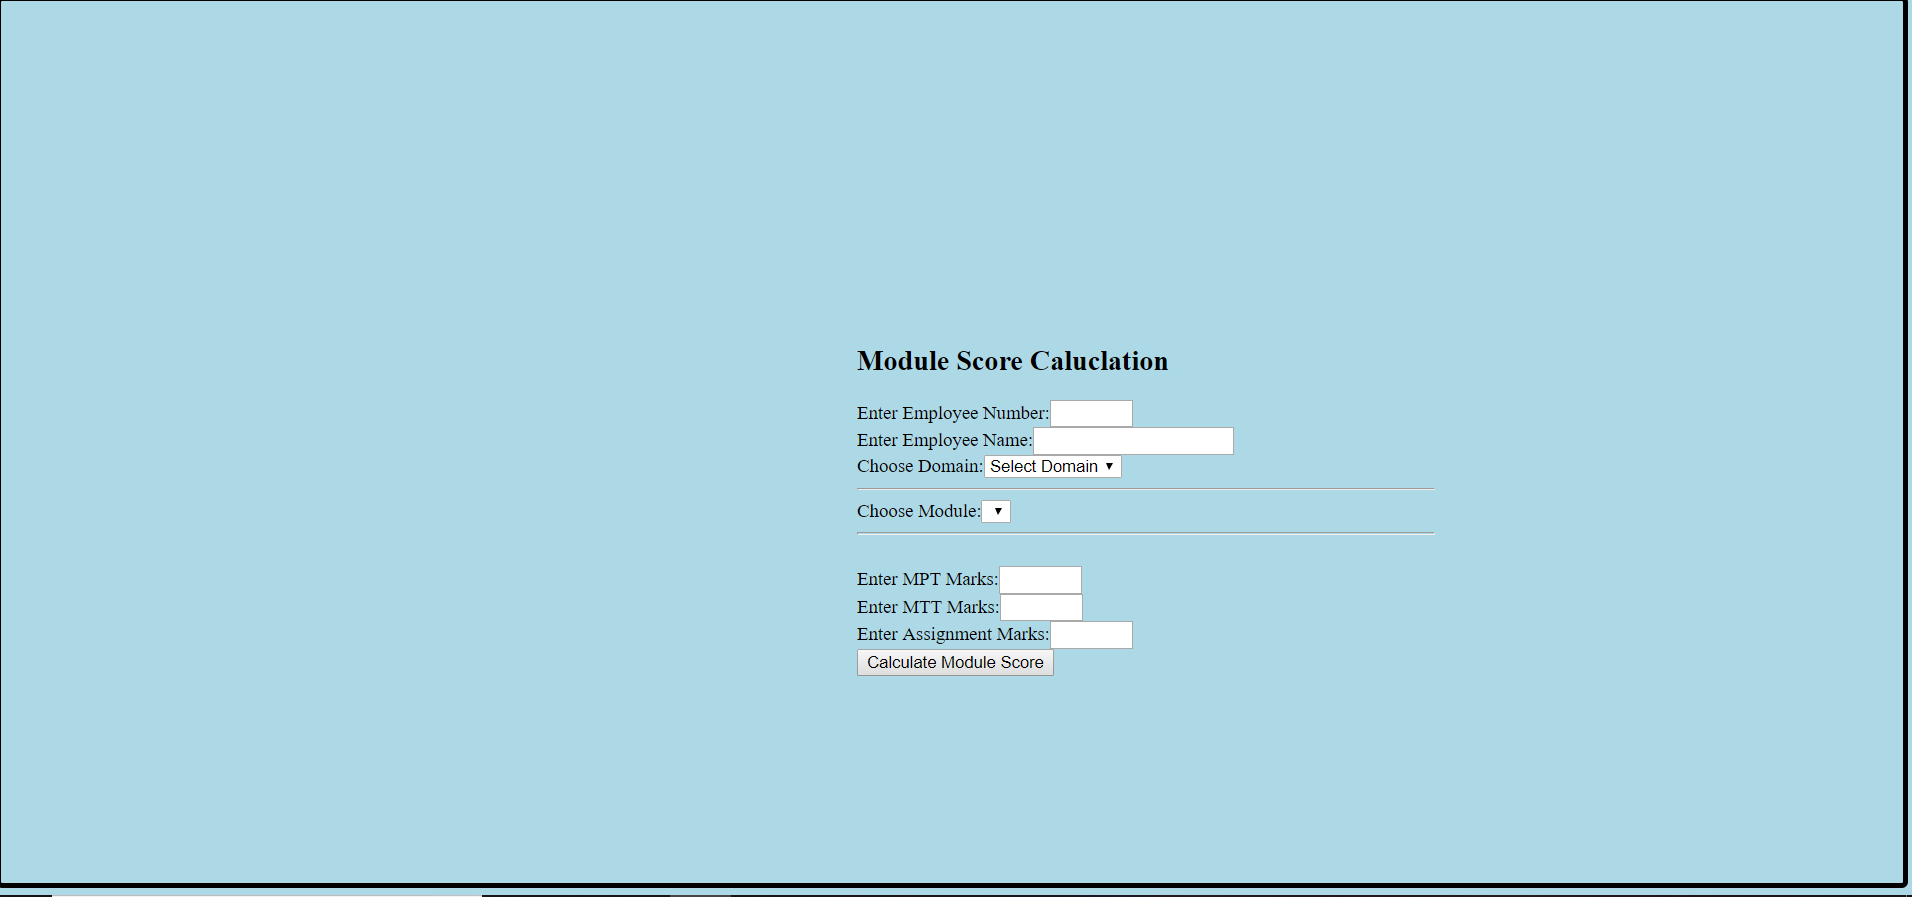 Module Score Caluclation
Enter Employee Number:
Enter Employee Name:
Choose Domain: Select Domain
Choose Module:
Enter MPT Marks:
Enter MTT Marks:
Enter Assignment Marks:
Calculate Module Score